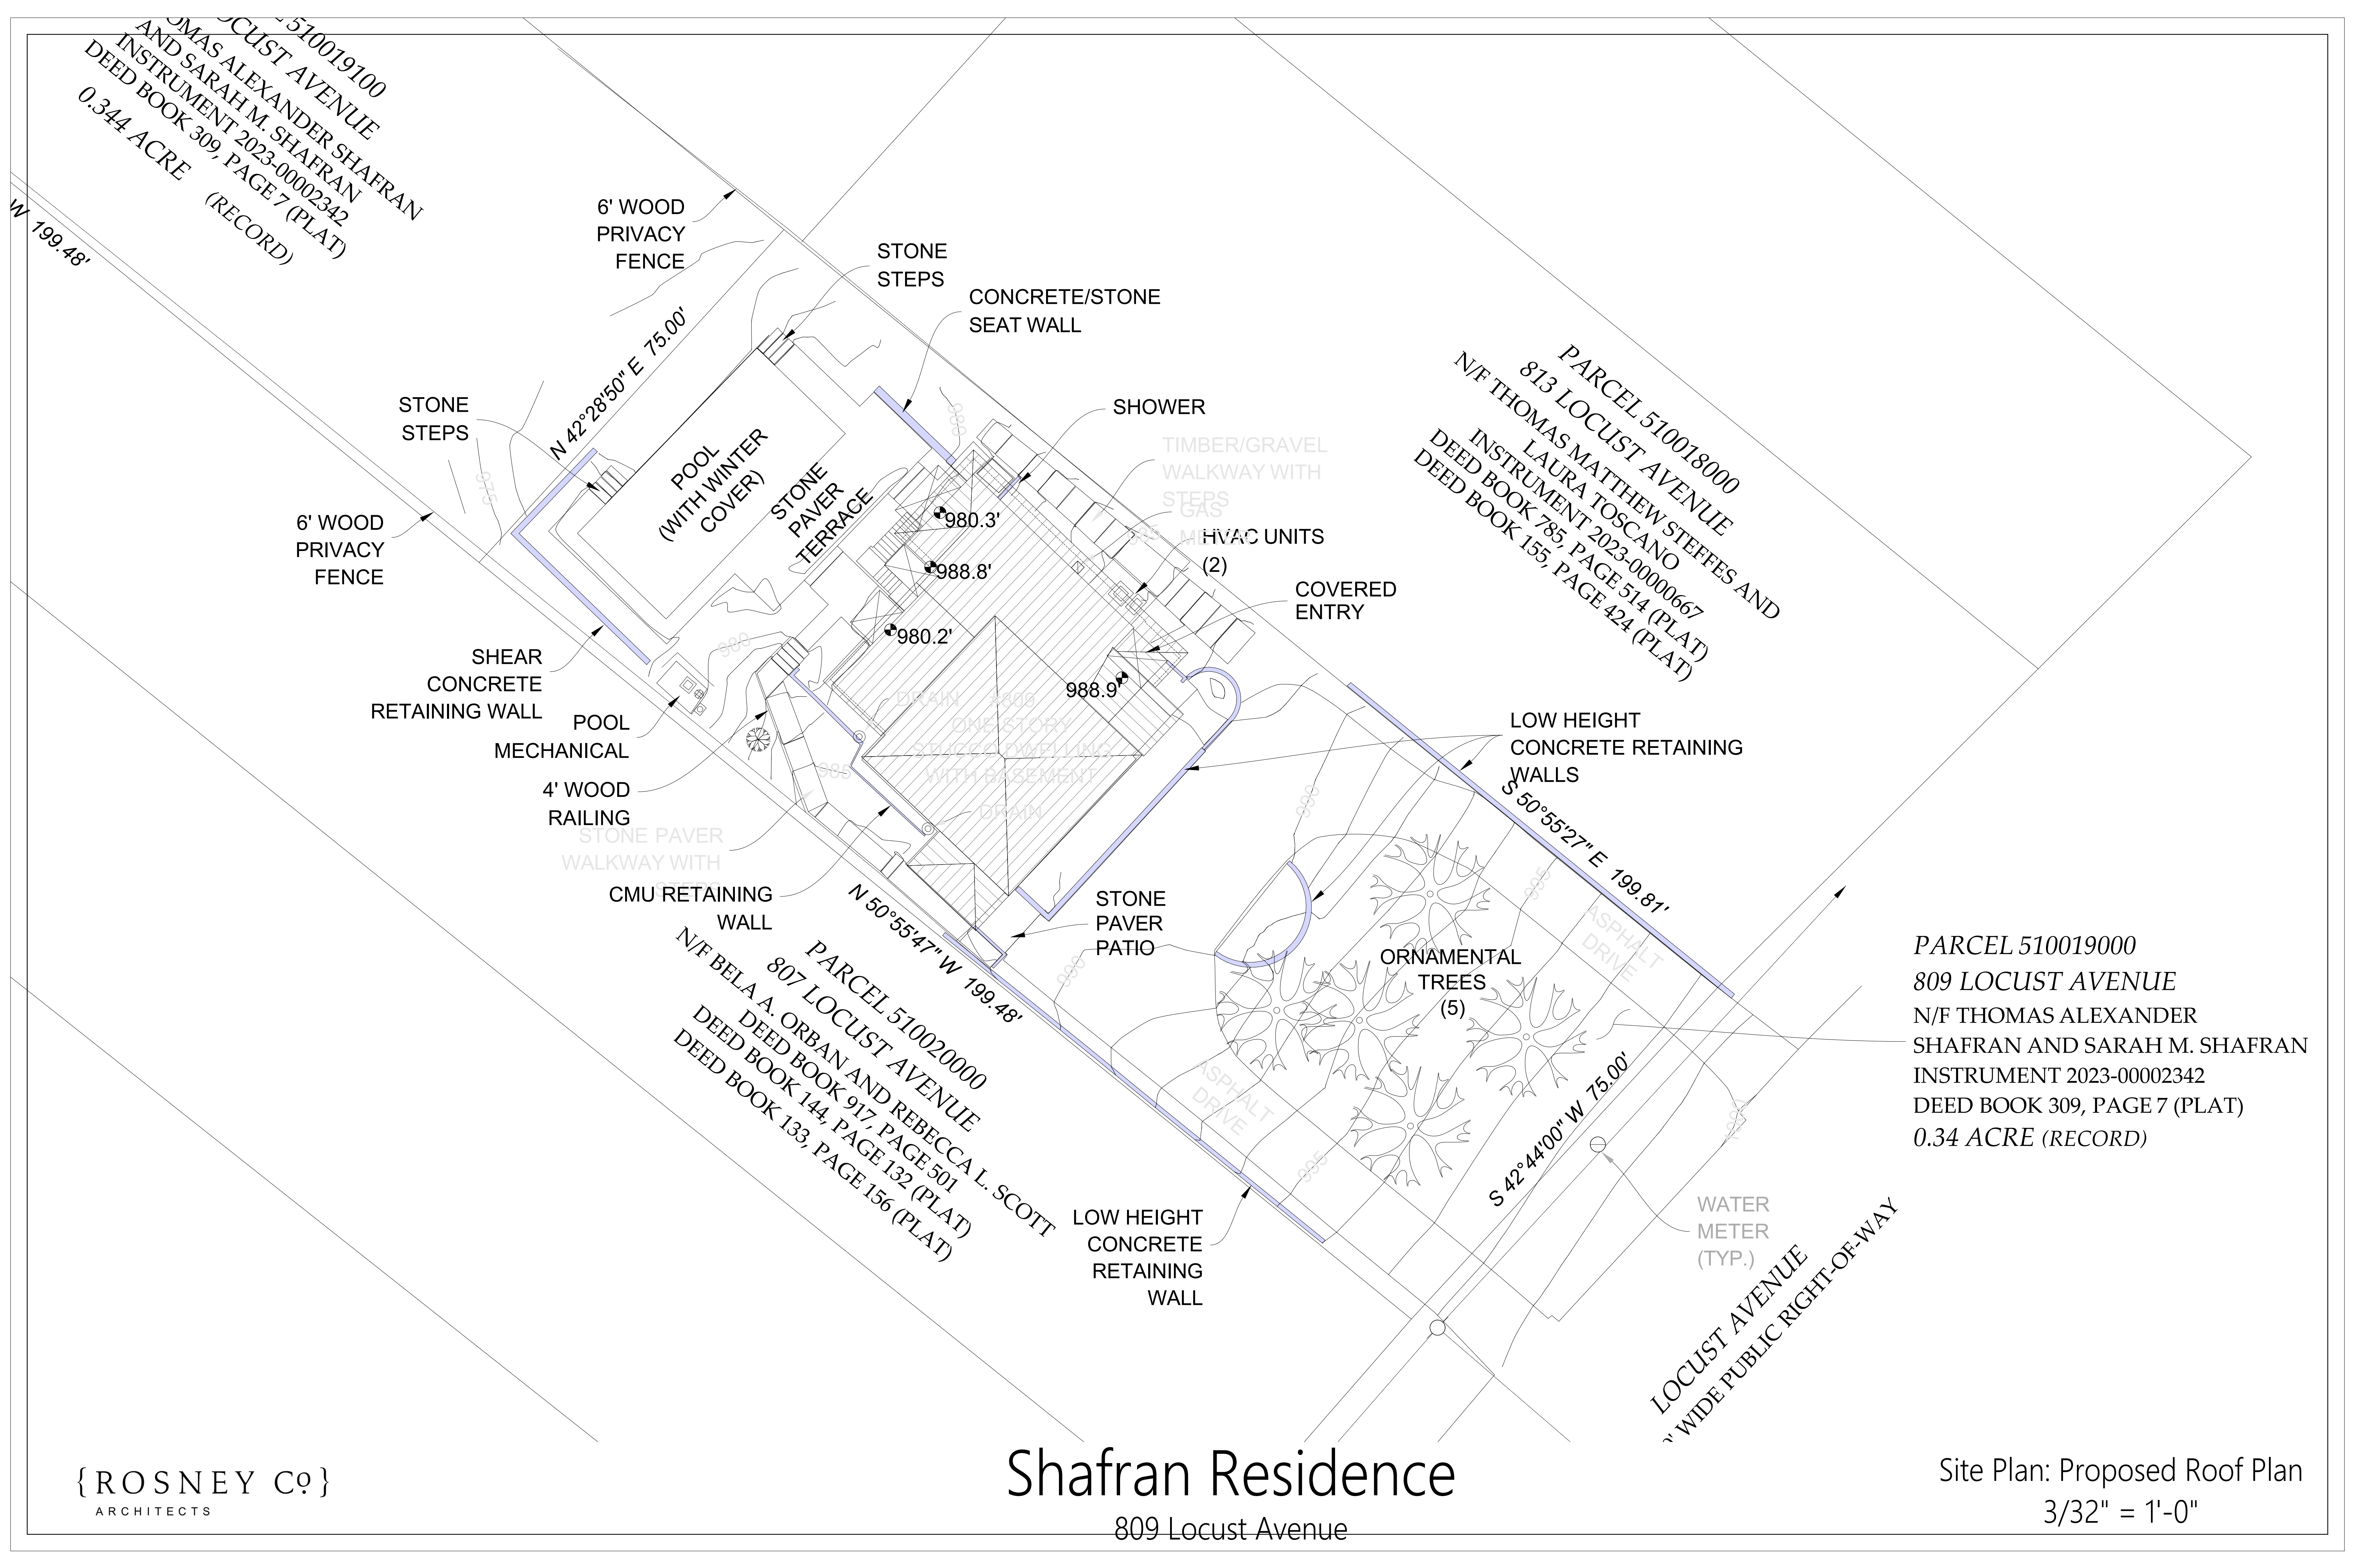 510019100
LOCUST AVENUE
THOMAS ALEXANDER SHAFRAN
AND SARAH M. SHAFRAN
INSTRUMENT 2023-00002342
DEED BOOK 309, PAGE 7 (PLAT)
0.344 ACRE (RECORD)
W 199.48'
6' WOOD
PRIVACY
FENCE
STONE
STEPS
CONCRETE/STONE
SEAT WALL
N 42°28'50" E 75.00'
STONE
STEPS
975
980
SHOWER
TIMBER/GRAVEL
WALKWAY WITH
STEPS
GAS
985
HVAC UNITS
(2)
COVERED
ENTRY
POOL
(WITH WINTER
COVER)
STONE
PAVER
TERRACE
980.3'
988.8'
980.2'
988.9'
6' WOOD
PRIVACY
FENCE
PARCEL 510018000
813 LOCUST AVENUE
N/F THOMAS MATTHEW STEFFES AND
LAURA TOSCANO
INSTRUMENT 2023-00000667
DEED BOOK 785, PAGE 514 (PLAT)
DEED BOOK 155, PAGE 424 (PLAT)
SHEAR
CONCRETE
RETAINING WALL
980
POOL
MECHANICAL
4' WOOD
RAILING
985
DRAIN
#809
ONE STORY
STUCCO DWELLING
WITH BASEMENT
DRAIN
STONE PAVER
WALKWAY WITH
CMU RETAINING
WALL
LOW HEIGHT
CONCRETE RETAINING
WALLS
S 50°55'27" E 199.81'
990
995
ASPHALT
DRIVE
STONE
PAVER
PATIO
990
ORNAMENTAL
TREES
(5)
N 50°55'47" W 199.48'
PARCEL 510020000
807 LOCUST AVENUE
N/F BELA A. ORBAN AND REBECCA L. SCOTT
DEED BOOK 917, PAGE 501
DEED BOOK 144, PAGE 132 (PLAT)
DEED BOOK 133, PAGE 156 (PLAT)
ASPHALT
DRIVE
995
S 42°44'00" W 75.00'
LOW HEIGHT
CONCRETE
RETAINING
WALL
PARCEL 510019000
809 LOCUST AVENUE
N/F THOMAS ALEXANDER
SHAFRAN AND SARAH M. SHAFRAN
INSTRUMENT 2023-00002342
DEED BOOK 309, PAGE 7 (PLAT)
0.34 ACRE (RECORD)
WATER
METER
(TYP.)
LOCUST AVENUE
' WIDE PUBLIC RIGHT-OF-WAY
{ROSNEY Co}
ARCHITECTS
Shafran Residence
809 Locust Avenue
Site Plan: Proposed Roof Plan
3/32" = 1'-0"